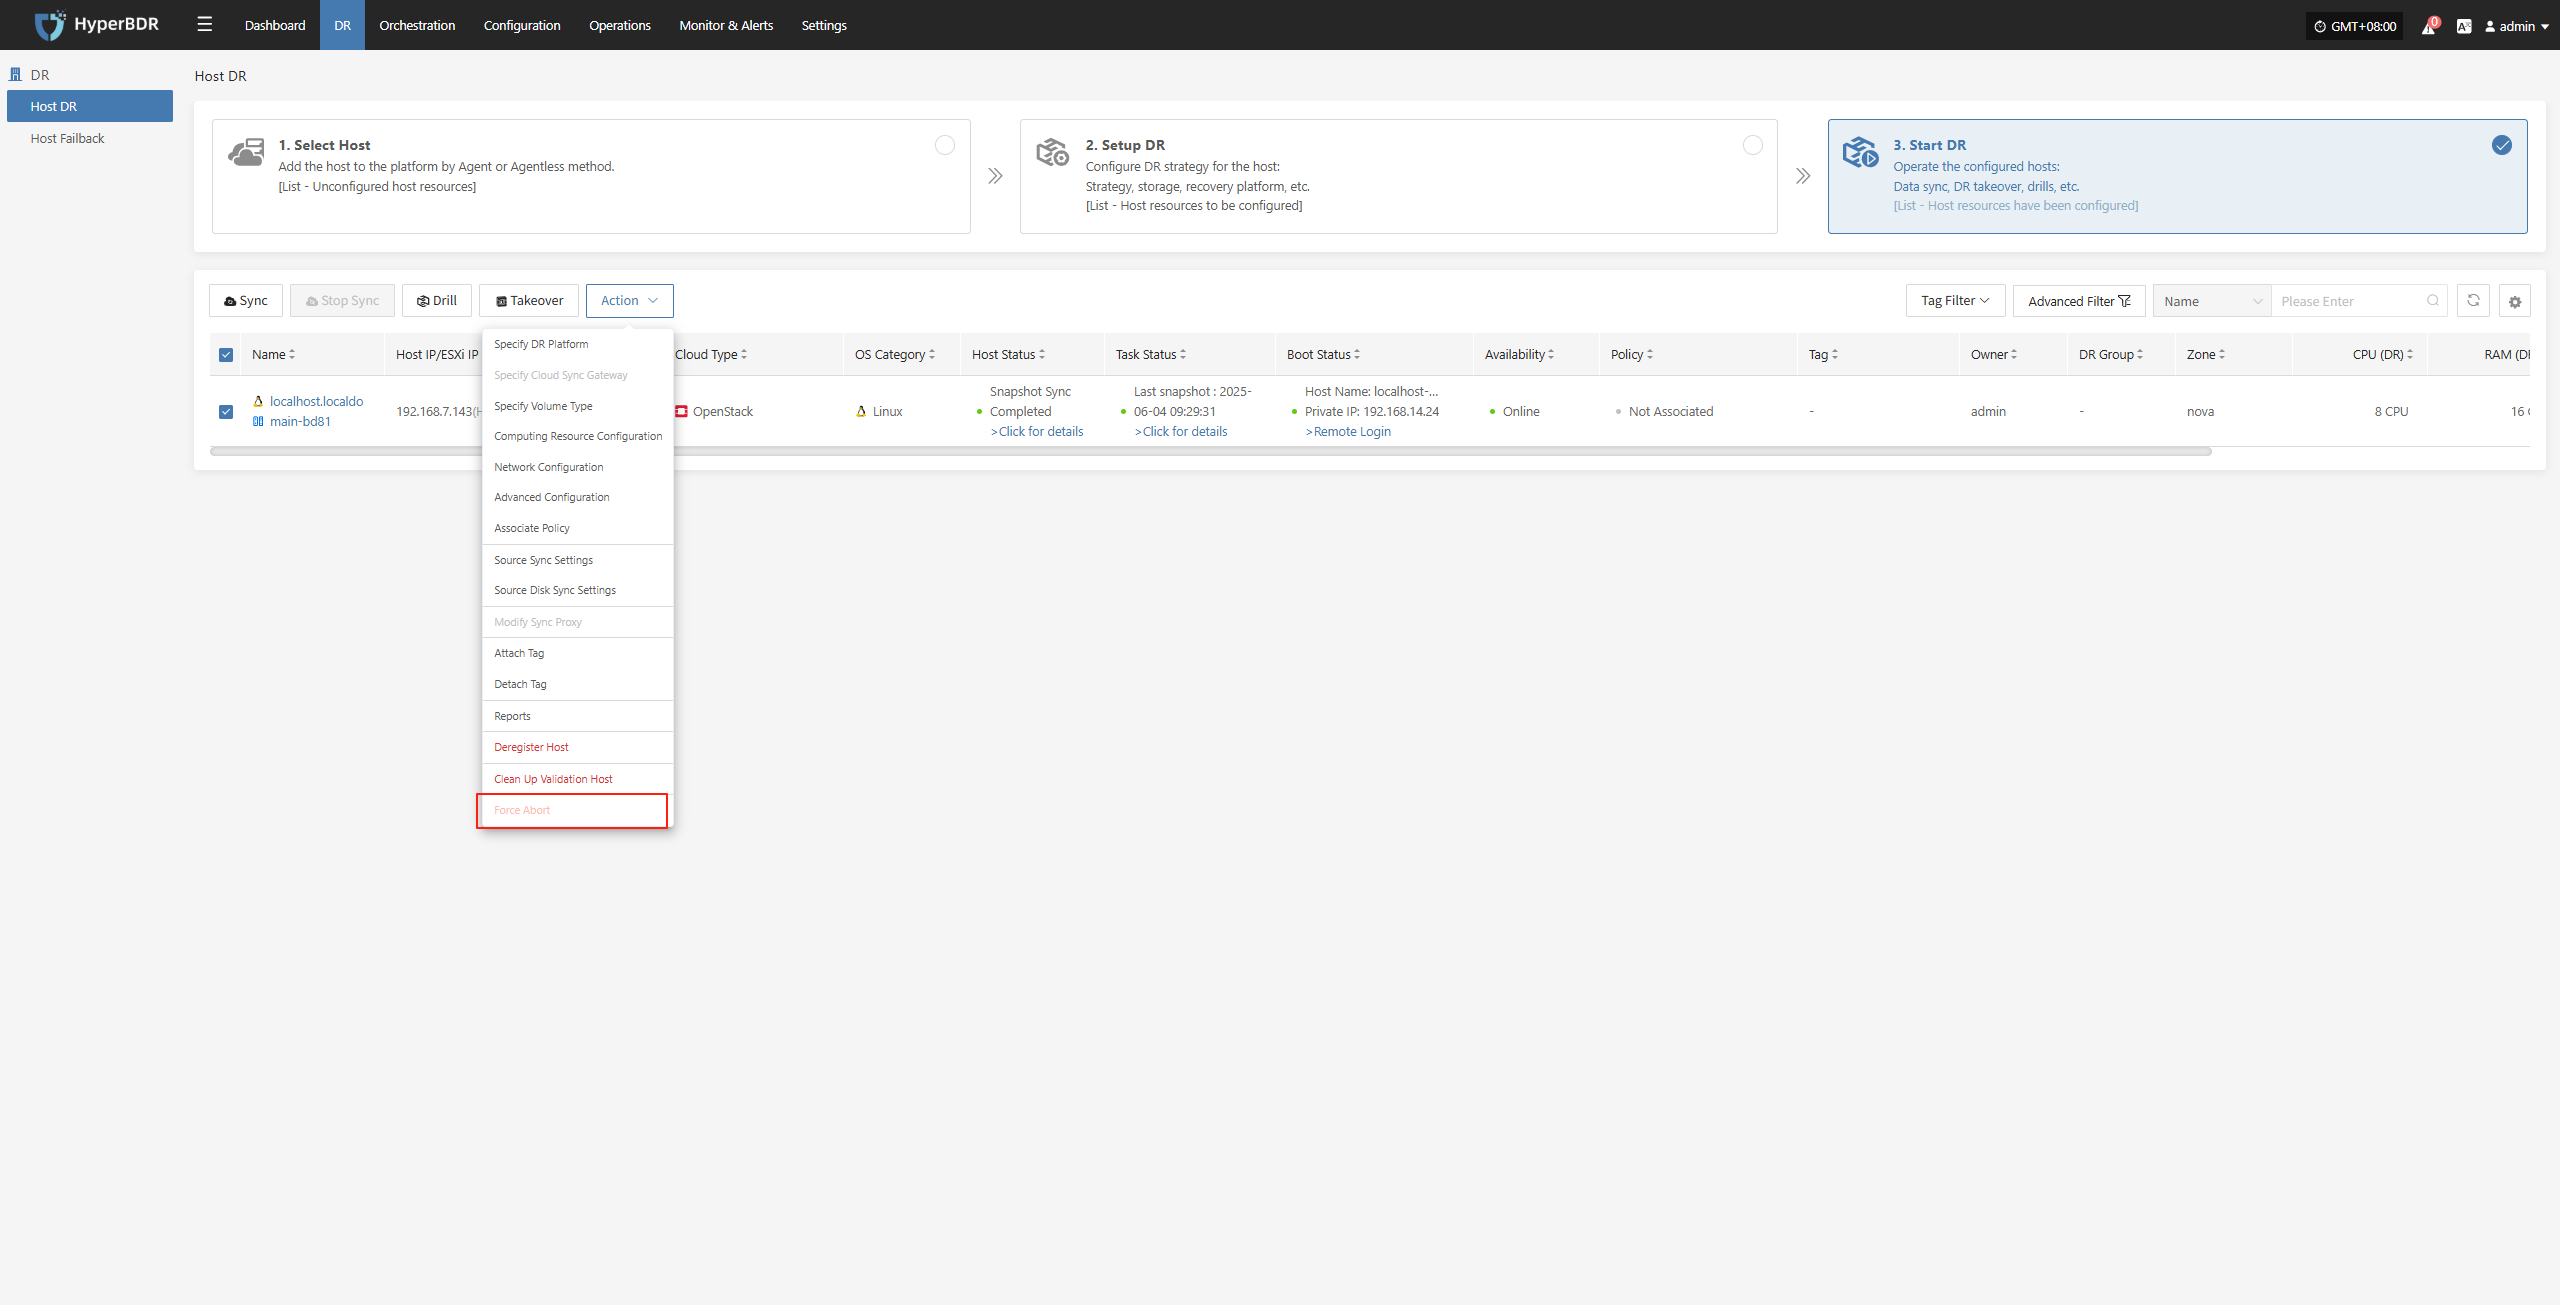 HyperBDR
Dashboard
DR
Orchestration
Configuration
Operations
Monitor & Alerts
Settings
GMT+08:00
0
admin
DR
Host DR
Host Failback
Host DR
1. Select Host
Add the host to the platform by Agent or Agentless method.
[List - Unconfigured host resources]
2. Setup DR
Configure DR strategy for the host:
Strategy, storage, recovery platform, etc.
[List - Host resources to be configured]
3. Start DR
Operate the configured hosts:
Data sync, DR takeover, drills, etc.
[List - Host resources have been configured]
Sync
Stop Sync
Drill
Takeover
Action
Tag Filter
Advanced Filter
Name
Please Enter
Name
Host IP/ESXi IP
Cloud Type
OS Category
Host Status
Task Status
Boot Status
Availability
Policy
Tag
Owner
DR Group
Zone
CPU (DR)
RAM (DR
localhost.localdo
main-bd81
192.168.7.143(H
OpenStack
Linux
Snapshot Sync
Completed
>Click for details
Last snapshot : 2025-
06-04 09:29:31
>Click for details
Host Name: localhost-...
Private IP: 192.168.14.24
>Remote Login
Online
Not Associated
-
admin
-
nova
8 CPU
16
Specify DR Platform
Specify Cloud Sync Gateway
Specify Volume Type
Computing Resource Configuration
Network Configuration
Advanced Configuration
Associate Policy
Source Sync Settings
Source Disk Sync Settings
Modify Sync Proxy
Attach Tag
Detach Tag
Reports
Deregister Host
Clean Up Validation Host
Force Abort